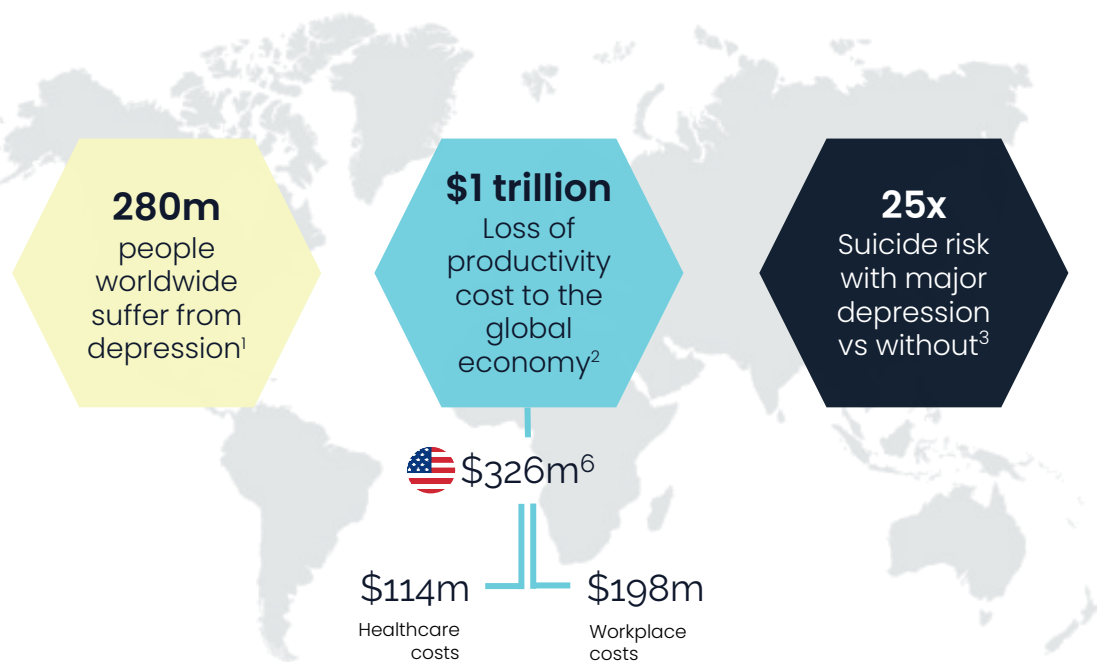 280m
people
worldwide
suffer from
depression¹
$1 trillion
Loss of
productivity
cost to the
global
economy²
25x
Suicide risk
with major
depression
vs without³
$326m⁶
$114m
Healthcare
costs
$198m
Workplace
costs